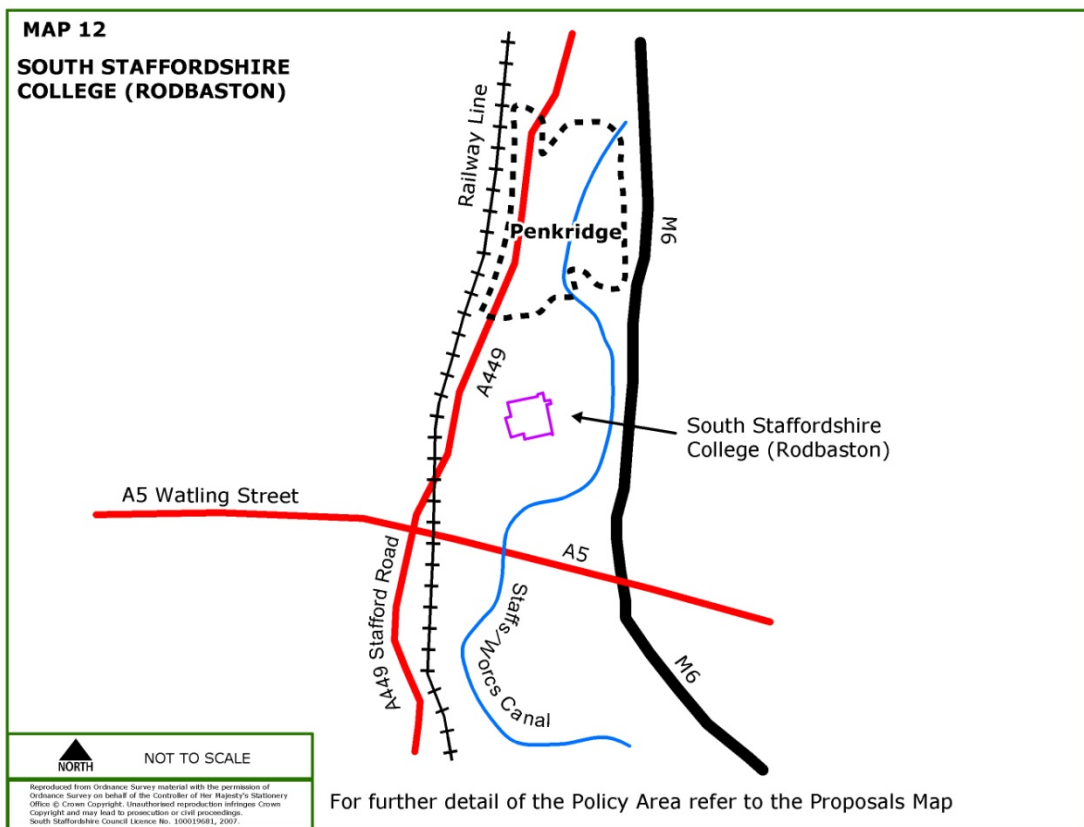 MAP 12
SOUTH STAFFORDSHIRE
COLLEGE (RODBASTON)
Railway Line
Penkridge
M6
A449
South Staffordshire
College (Rodbaston)
A5 Watling Street
A5
A449 Stafford Road
Staffs/Worcs Canal
M6
NORTH
NOT TO SCALE
Reproduced from Ordnance Survey material with the permission of
Ordnance Survey on behalf of the Controller of Her Majesty's Stationery
Office © Crown Copyright. Unauthorised reproduction infringes Crown
Copyright and may lead to prosecution or civil proceedings.
South Staffordshire Council Licence No. 100019681, 2007.
For further detail of the Policy Area refer to the Proposals Map